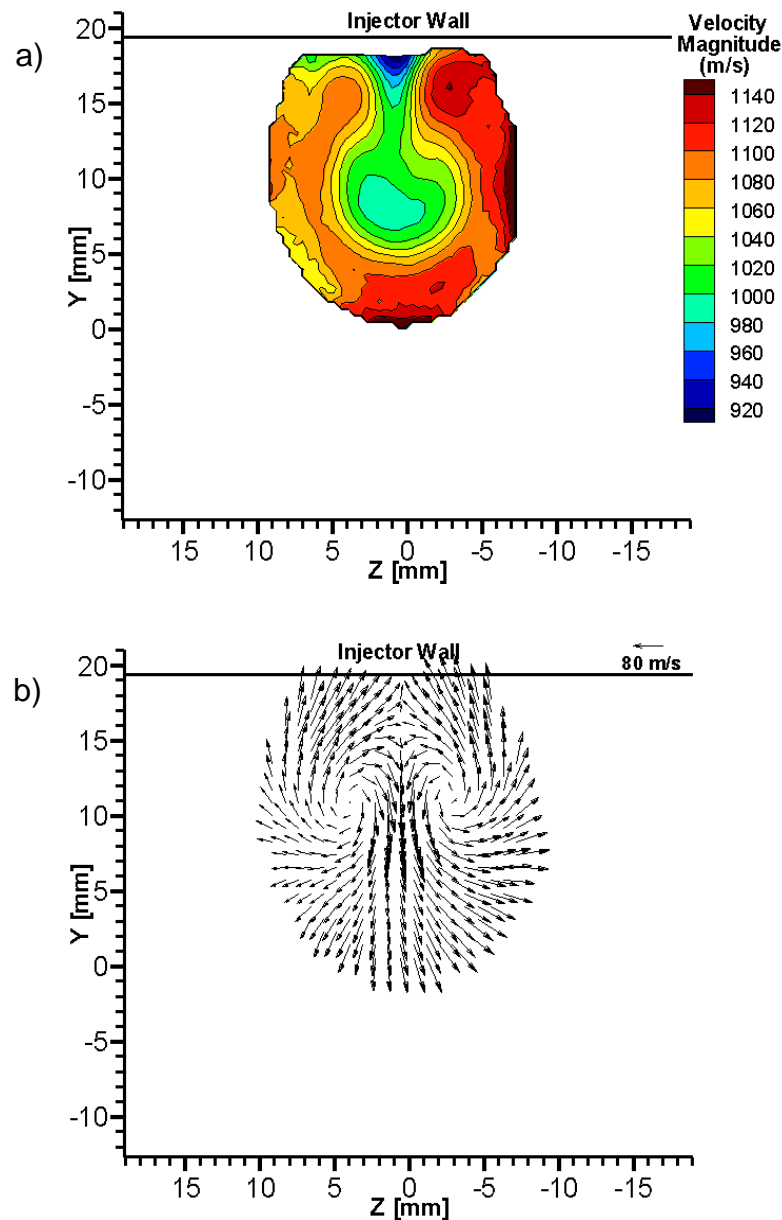 a)
Injector Wall
Velocity
Magnitude
(m/s)
1140
1120
1100
1080
1060
1040
1020
1000
980
960
940
920
20
15
10
5
0
-5
-10
Y [mm]
15 10 5 0 -5 -10 -15
Z [mm]
b)
Injector Wall
80 m/s
20
15
10
5
0
-5
-10
Y [mm]
15 10 5 0 -5 -10 -15
Z [mm]